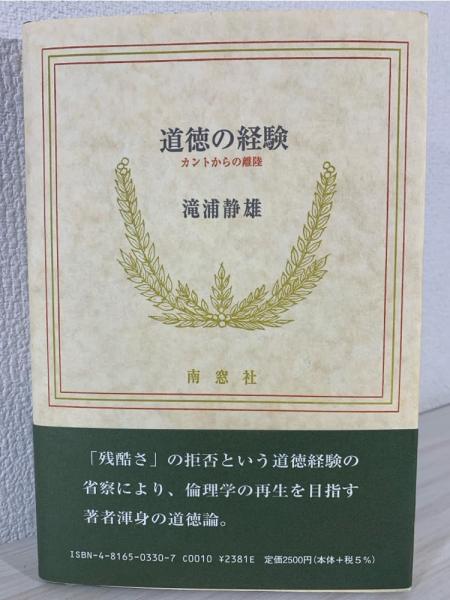 道徳の経験
カントからの離陸
滝浦静雄
南窓社
「残酷さ」の拒否という道徳経験の
省察により、倫理学の再生を目指す
著者渾身の道徳論。
ISBN-4-8165-0330-7 C0010 ¥2381E 定価2500円(本体+税5%)